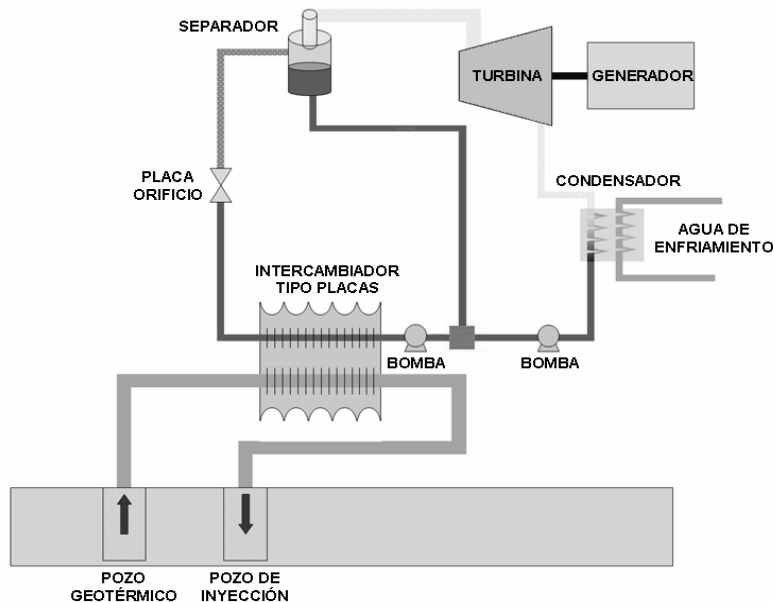 SEPARADOR
TURBINA
GENERADOR
PLACA
ORIFICIO
CONDENSADOR
AGUA DE
ENFRIAMIENTO
INTERCAMBIADOR
TIPO PLACAS
BOMBA
BOMBA
POZO
GEOTÉRMICO
POZO DE
INYECCIÓN